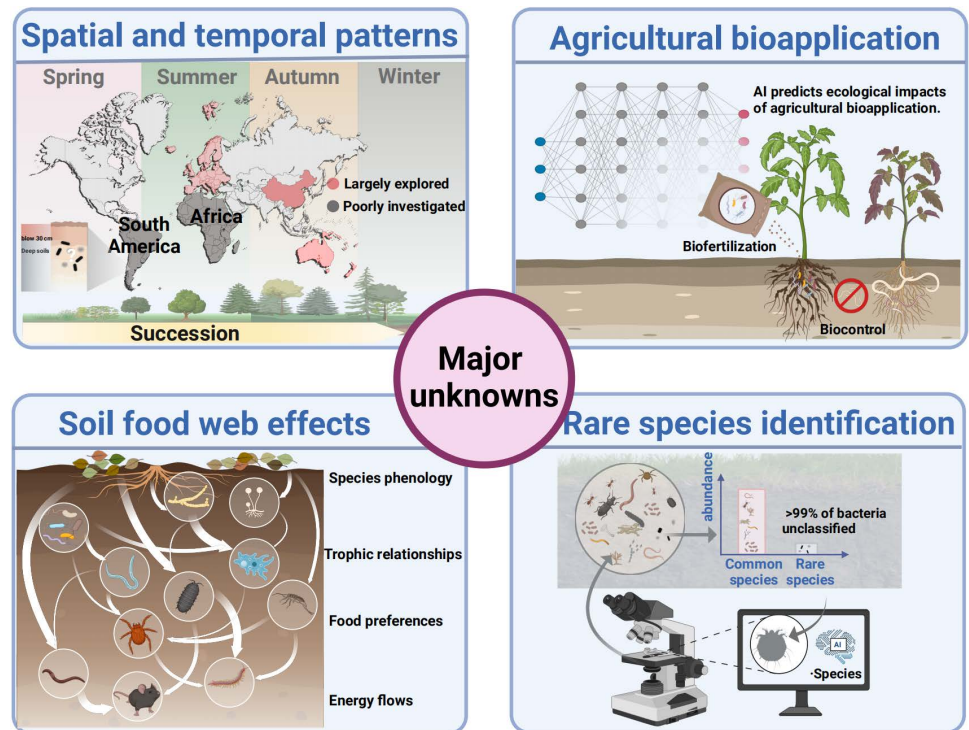 Spatial and temporal patterns
Spring
Summer
Autumn
Winter
Largely explored
Poorly investigated
South
America
Africa
blow 30 cm
Deep soils
Succession
Agricultural bioapplication
AI predicts ecological impacts
of agricultural bioapplication.
Biofertilization
Biocontrol
Major
unknowns
Soil food web effects
Species phenology
Trophic relationships
Food preferences
Energy flows
Rare species identification
abundance
>99% of bacteria
unclassified
Common
species
Rare
species
AI
·Species